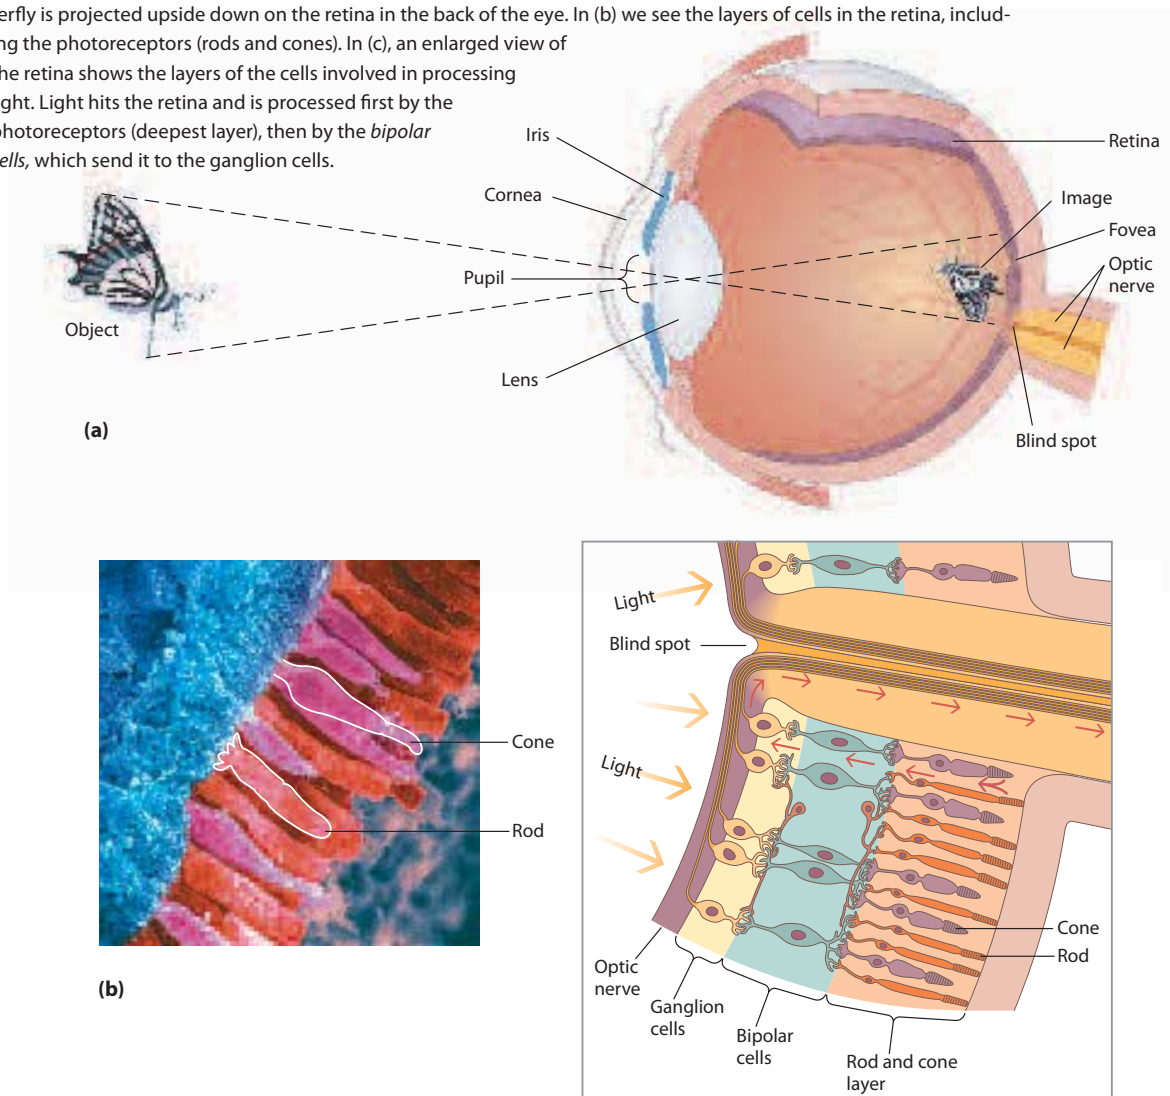 erfly is projected upside down on the retina in the back of the eye. In (b) we see the layers of cells in the retina, includ-
ng the photoreceptors (rods and cones). In (c), an enlarged view of
he retina shows the layers of the cells involved in processing
ght. Light hits the retina and is processed first by the
hotoreceptors (deepest layer), then by the bipolar
ells, which send it to the ganglion cells.
Iris
Cornea
Pupil
Lens
Object
Retina
Image
Fovea
Optic
nerve
Blind spot
(a)
Cone
Rod
(b)
Light
Blind spot
Light
Optic
nerve
Ganglion
cells
Bipolar
cells
Rod and cone
layer
Cone
Rod